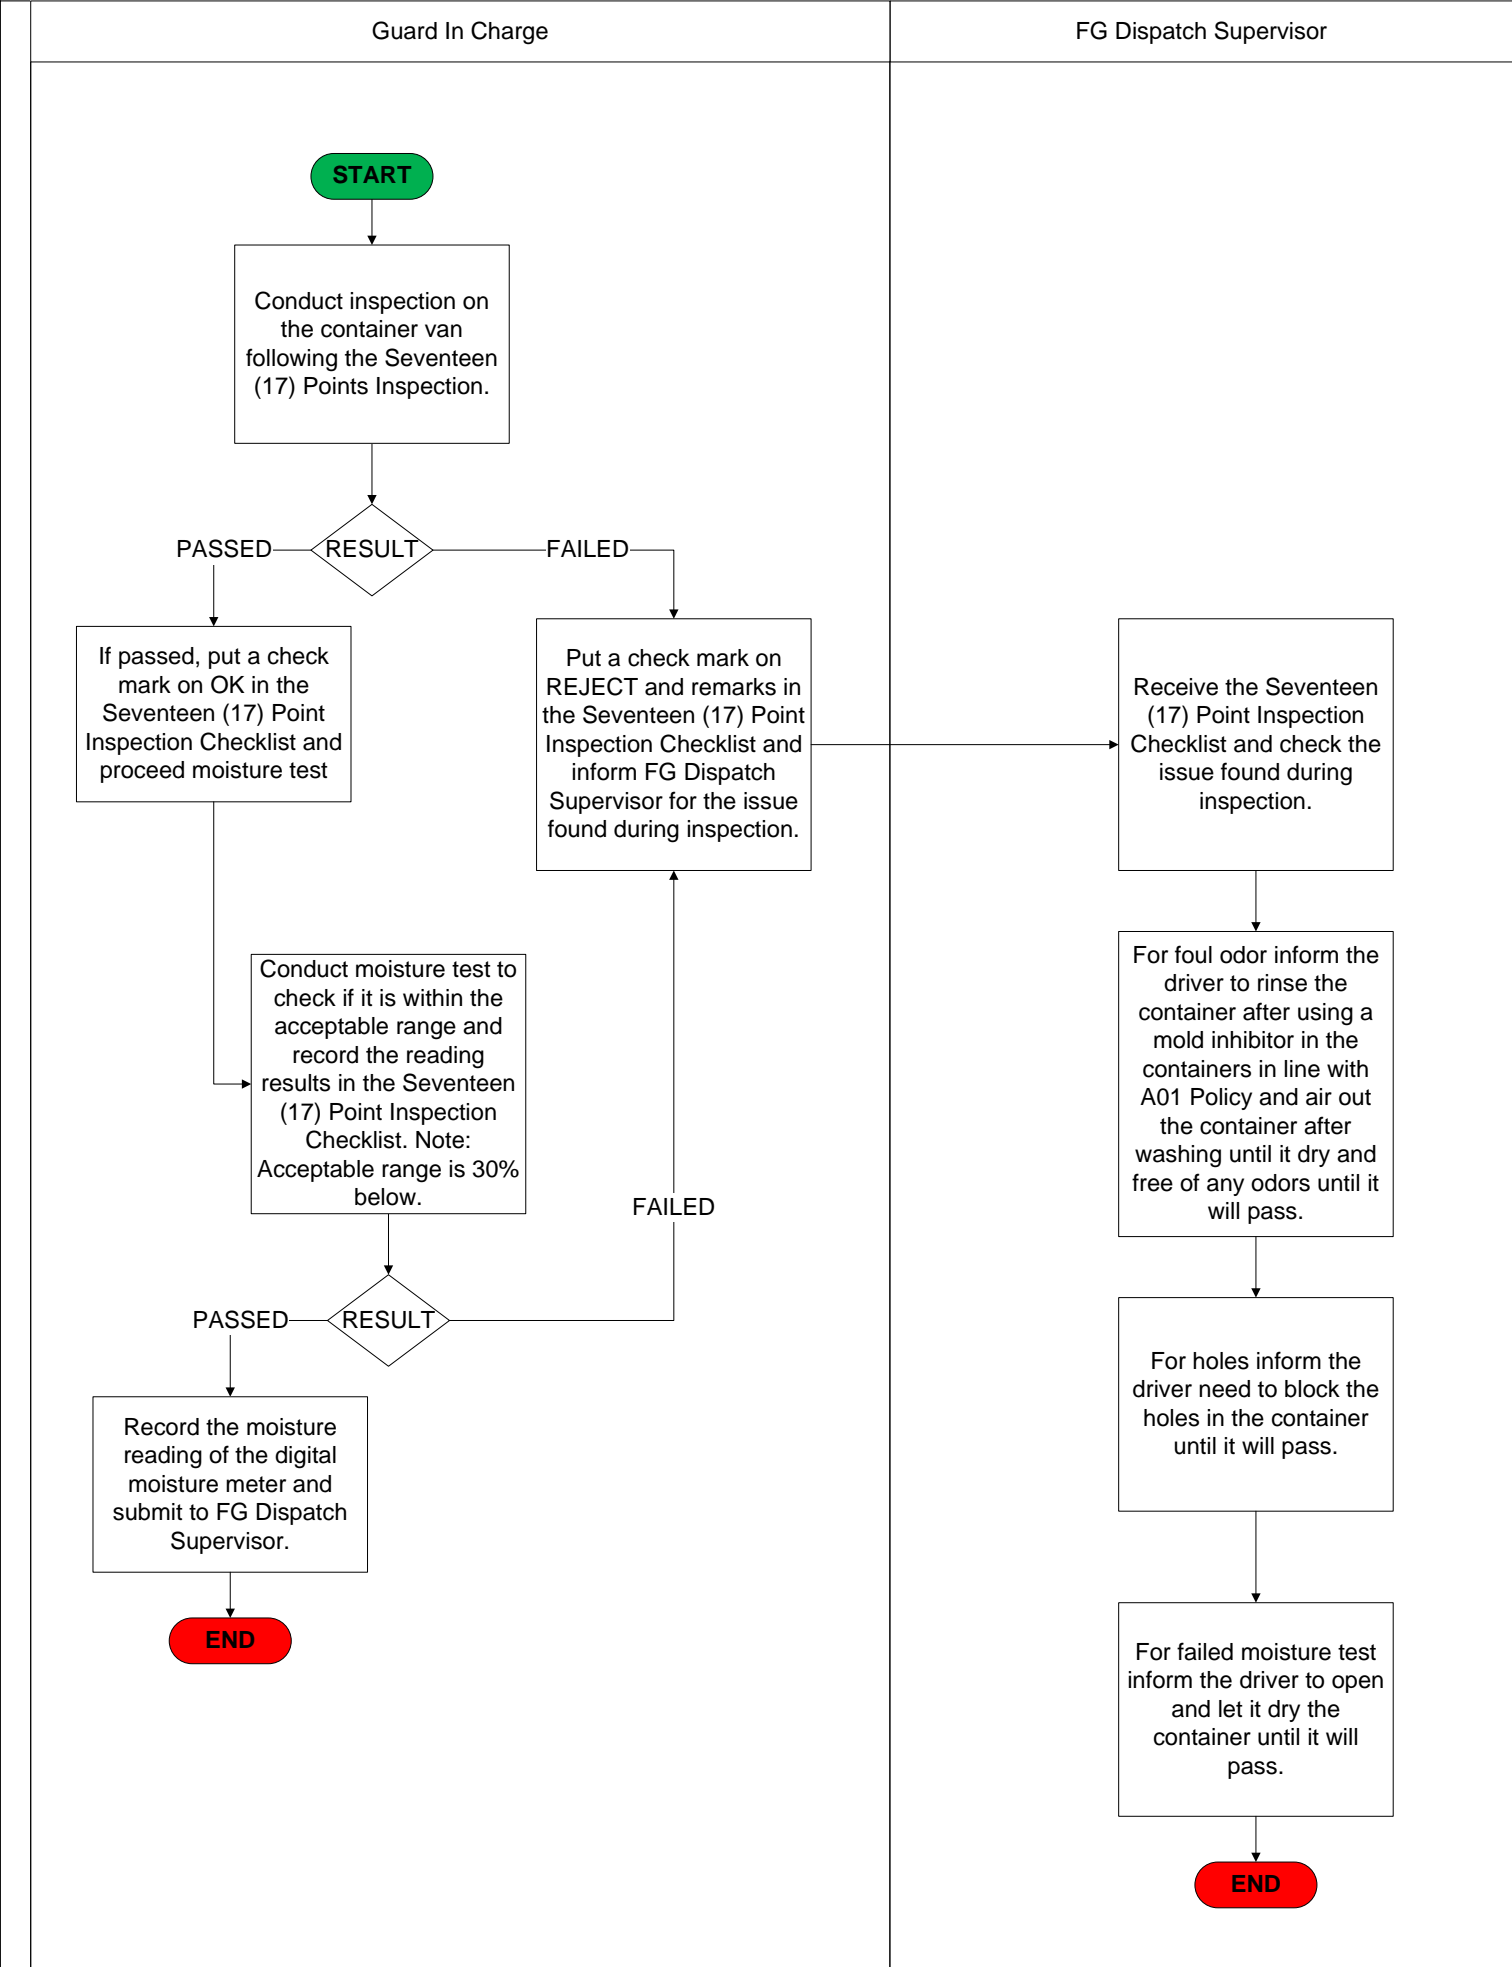 Guard In Charge
FG Dispatch Supervisor
START
Conduct inspection on
the container van
following the Seventeen
(17) Points Inspection.
RESULT
PASSED
FAILED
If passed, put a check
mark on OK in the
Seventeen (17) Point
Inspection Checklist and
proceed moisture test
Put a check mark on
REJECT and remarks in
the Seventeen (17) Point
Inspection Checklist and
inform FG Dispatch
Supervisor for the issue
found during inspection.
Conduct moisture test to
check if it is within the
acceptable range and
record the reading
results in the Seventeen
(17) Point Inspection
Checklist. Note:
Acceptable range is 30%
below.
RESULT
PASSED
FAILED
Record the moisture
reading of the digital
moisture meter and
submit to FG Dispatch
Supervisor.
END
Receive the Seventeen
(17) Point Inspection
Checklist and check the
issue found during
inspection.
For foul odor inform the
driver to rinse the
container after using a
mold inhibitor in the
containers in line with
A01 Policy and air out
the container after
washing until it dry and
free of any odors until it
will pass.
For holes inform the
driver need to block the
holes in the container
until it will pass.
For failed moisture test
inform the driver to open
and let it dry the
container until it will
pass.
END